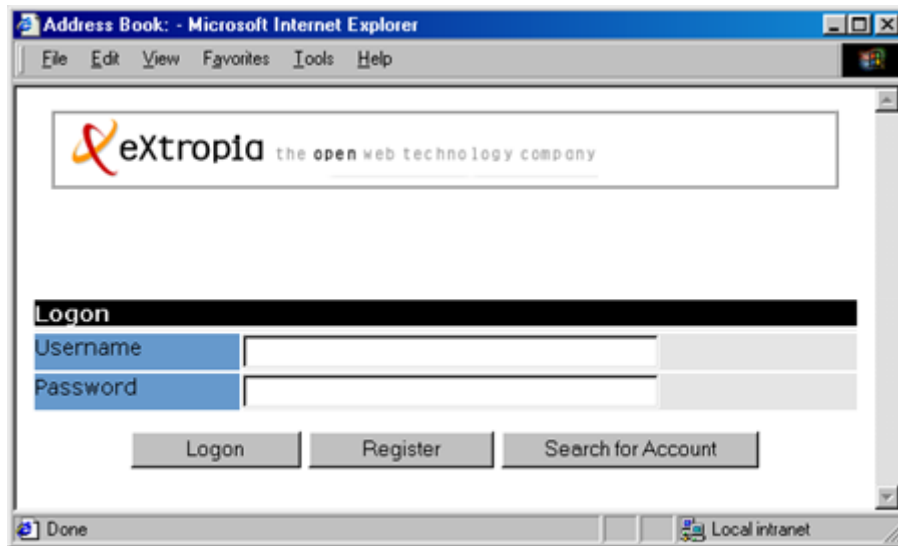 Address Book: - Microsoft Internet Explorer
File Edit View Favorites Tools Help
eXtropia the open web technology company
Logon
Username
Password
Logon Register Search for Account
Done Local intranet